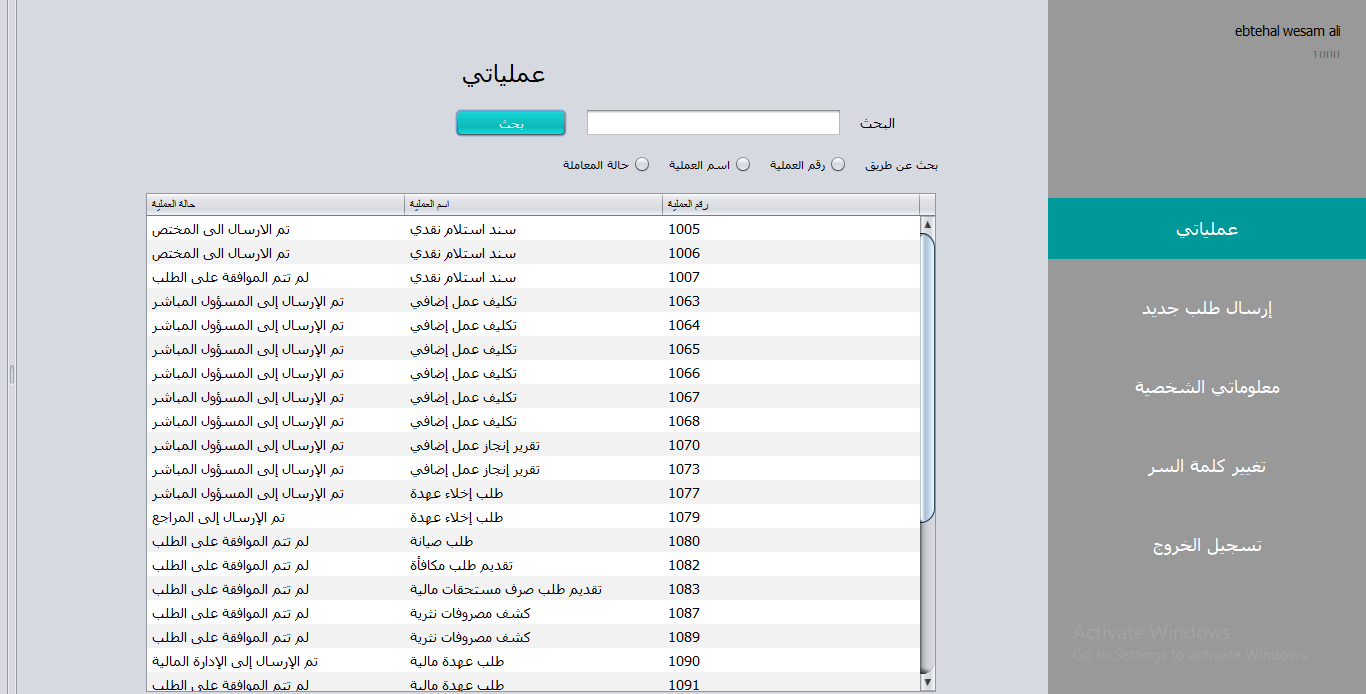 ebtehal wesam ali
1000
عملياتي
إرسال طلب جديد
معلوماتي الشخصية
تغيير كلمة السر
تسجيل الخروج
عملياتي
البحث
بحث
بحث عن طريق رقم العملية اسم العملية حالة المعاملة
رقم العملية اسم العملية حالة العملية
1005 سند استلام نقدي تم الارسال الى المختص
1006 سند استلام نقدي تم الارسال الى المختص
1007 سند استلام نقدي لم تتم الموافقة على الطلب
1063 تكليف عمل إضافي تم الإرسال إلى المسؤول المباشر
1064 تكليف عمل إضافي تم الإرسال إلى المسؤول المباشر
1065 تكليف عمل إضافي تم الإرسال إلى المسؤول المباشر
1066 تكليف عمل إضافي تم الإرسال إلى المسؤول المباشر
1067 تكليف عمل إضافي تم الإرسال إلى المسؤول المباشر
1068 تكليف عمل إضافي تم الإرسال إلى المسؤول المباشر
1070 تقرير إنجاز عمل إضافي تم الإرسال إلى المسؤول المباشر
1073 تقرير إنجاز عمل إضافي تم الإرسال إلى المسؤول المباشر
1077 طلب إخلاء عهدة تم الإرسال إلى المسؤول المباشر
1079 طلب إخلاء عهدة تم الإرسال إلى المراجع
1080 طلب صيانة لم تتم الموافقة على الطلب
1082 تقديم طلب مكافأة لم تتم الموافقة على الطلب
1083 تقديم طلب صرف مستحقات مالية لم تتم الموافقة على الطلب
1087 كشف مصروفات نثرية لم تتم الموافقة على الطلب
1089 كشف مصروفات نثرية لم تتم الموافقة على الطلب
1090 طلب عهدة مالية تم الإرسال إلى الإدارة المالية
1091 طلب عهدة مالية لم تتم الموافقة على الطلب
Activate Windows
Go to Settings to activate Windows.